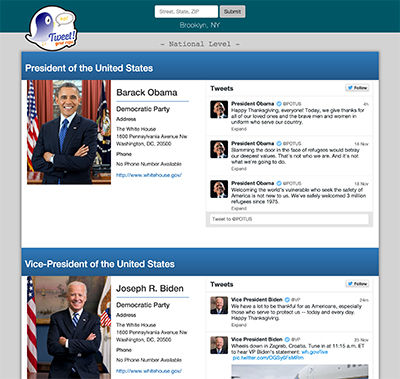 Street, State, ZIP
Submit
Brookyn, NY
Tweet!
your reps
~ National Level ~
President of the United States
Barack Obama
Democratic Party
Address
The White House
1600 Pennsylvania Avenue Nw
Washington, DC, 20500
Phone
No Phone Number Available
http://www.whitehouse.gov/
Tweets
Follow
President Obama @POTUS 4h
Happy Thanksgiving, everyone! Today, we give thanks for
all of our loved ones and the brave men and women in
uniform who serve our country.
Expand
President Obama @POTUS 18 Nov
Slamming the door in the face of refugees would betray
our deepest values. That's not who we are. And it's not
what we're going to do.
Expand
President Obama @POTUS 18 Nov
Welcoming the world's vulnerable who seek the safety of
America is not new to us. We've safely welcomed 3 million
refugees since 1975.
Expand
Tweet to @POTUS
Vice-President of the United States
Joseph R. Biden
Democratic Party
Address
The White House
1600 Pennsylvania Avenue Nw
Washington, DC, 20500
Phone
No Phone Number Available
http://www.whitehouse.gov/
Tweets
Follow
Vice President Biden @VP
We have a lot to be thankful for as Americans, especially
those who serve to protect us -- today and every day.
Happy Thanksgiving.
Expand
Vice President Biden @VP 25 Nov
Wheels down in Zagreb, Croatia. Tune in at 11:15 a.m. ET
to hear VP Biden's statement: wh.gov/live